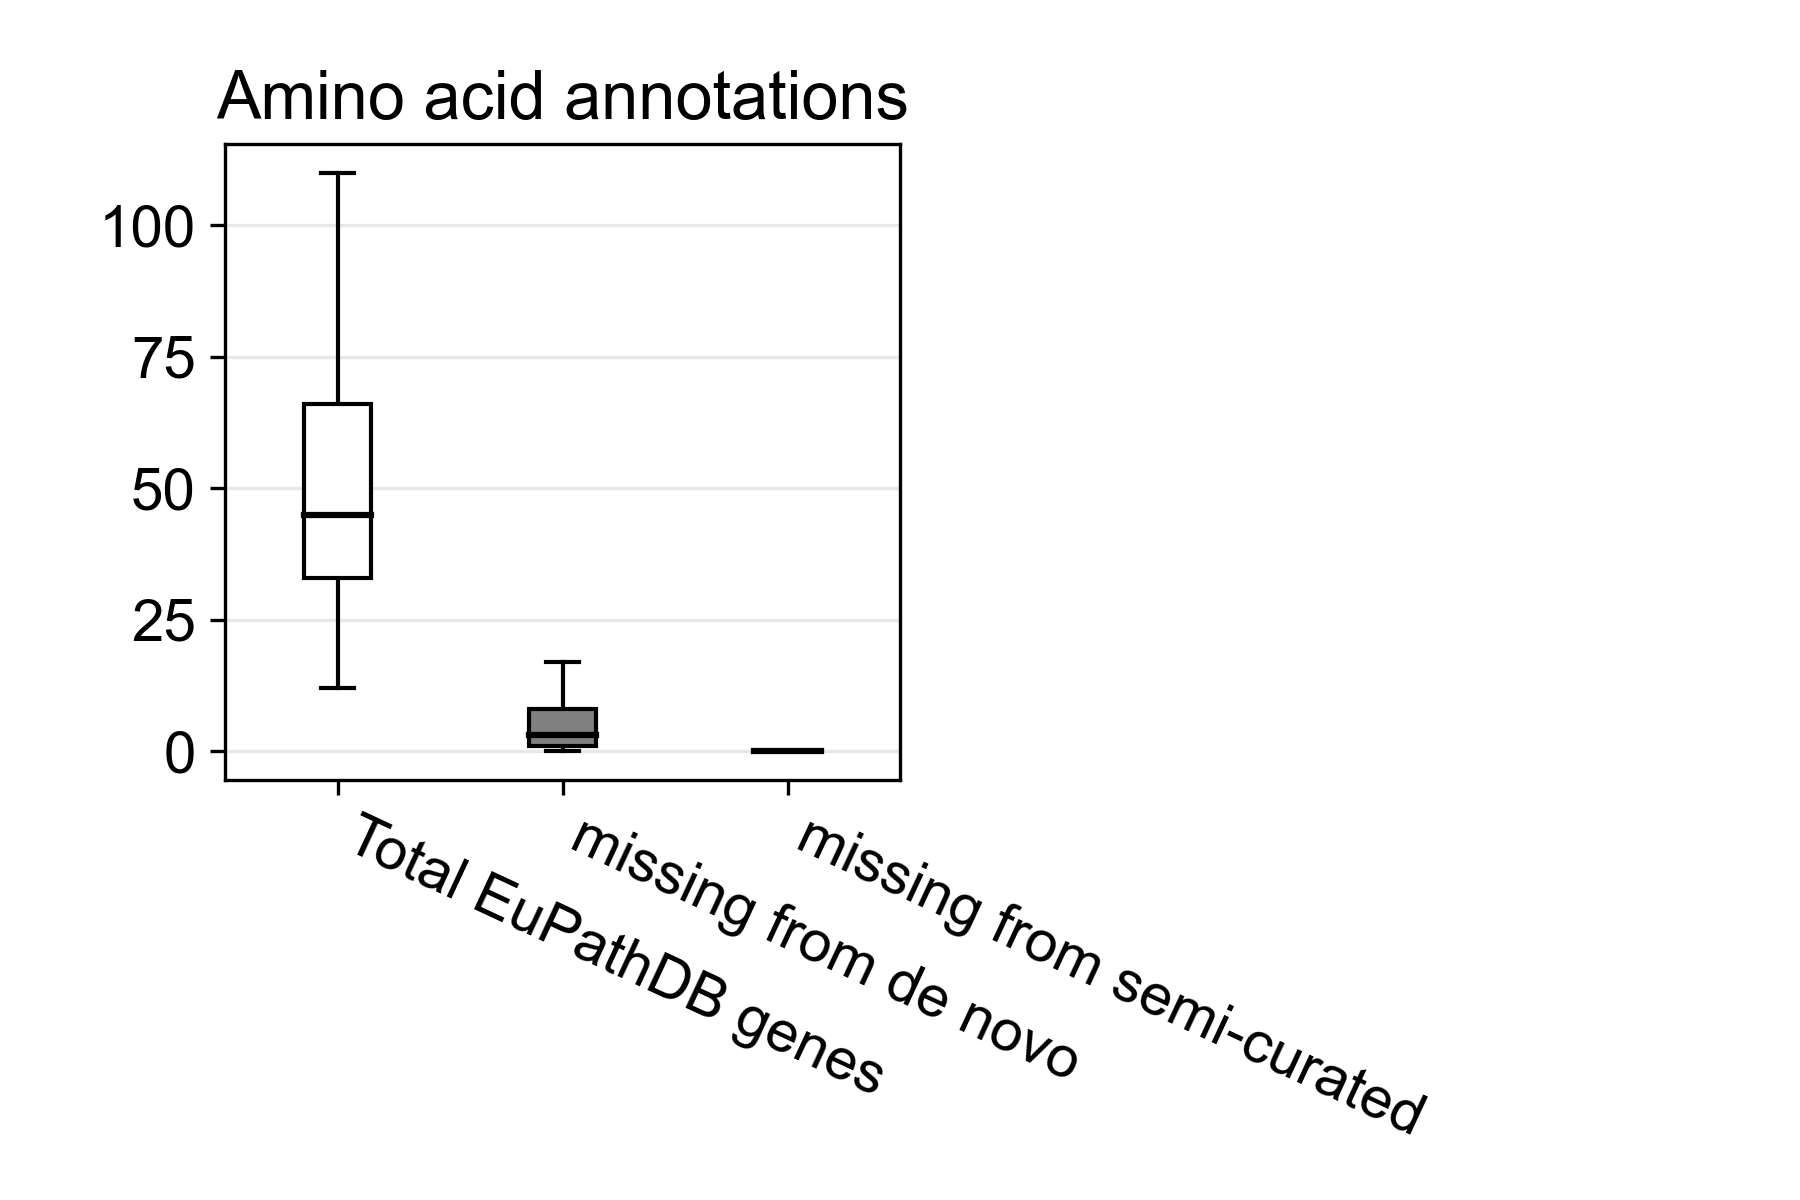 Amino acid annotations
100
75
50
25
0
Total EuPathDB genes
missing from de novo
missing from semi-curated